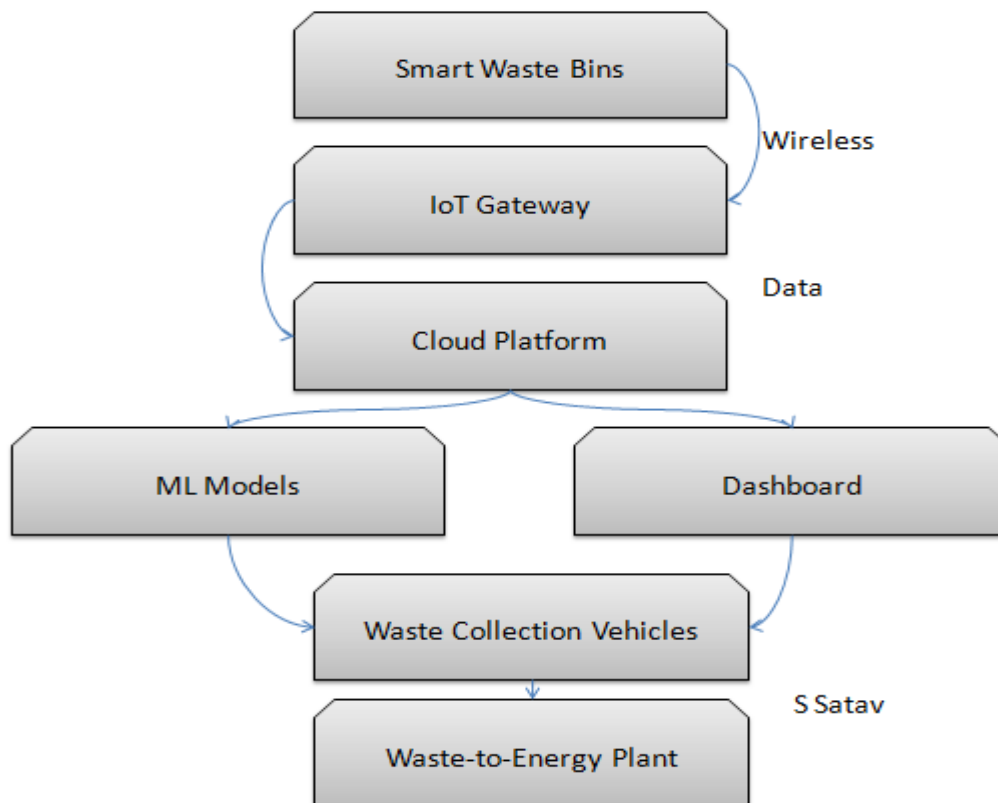 Smart Waste Bins
Wireless
IoT Gateway
Data
Cloud Platform
ML Models
Dashboard
Waste Collection Vehicles
S Satav
Waste-to-Energy Plant